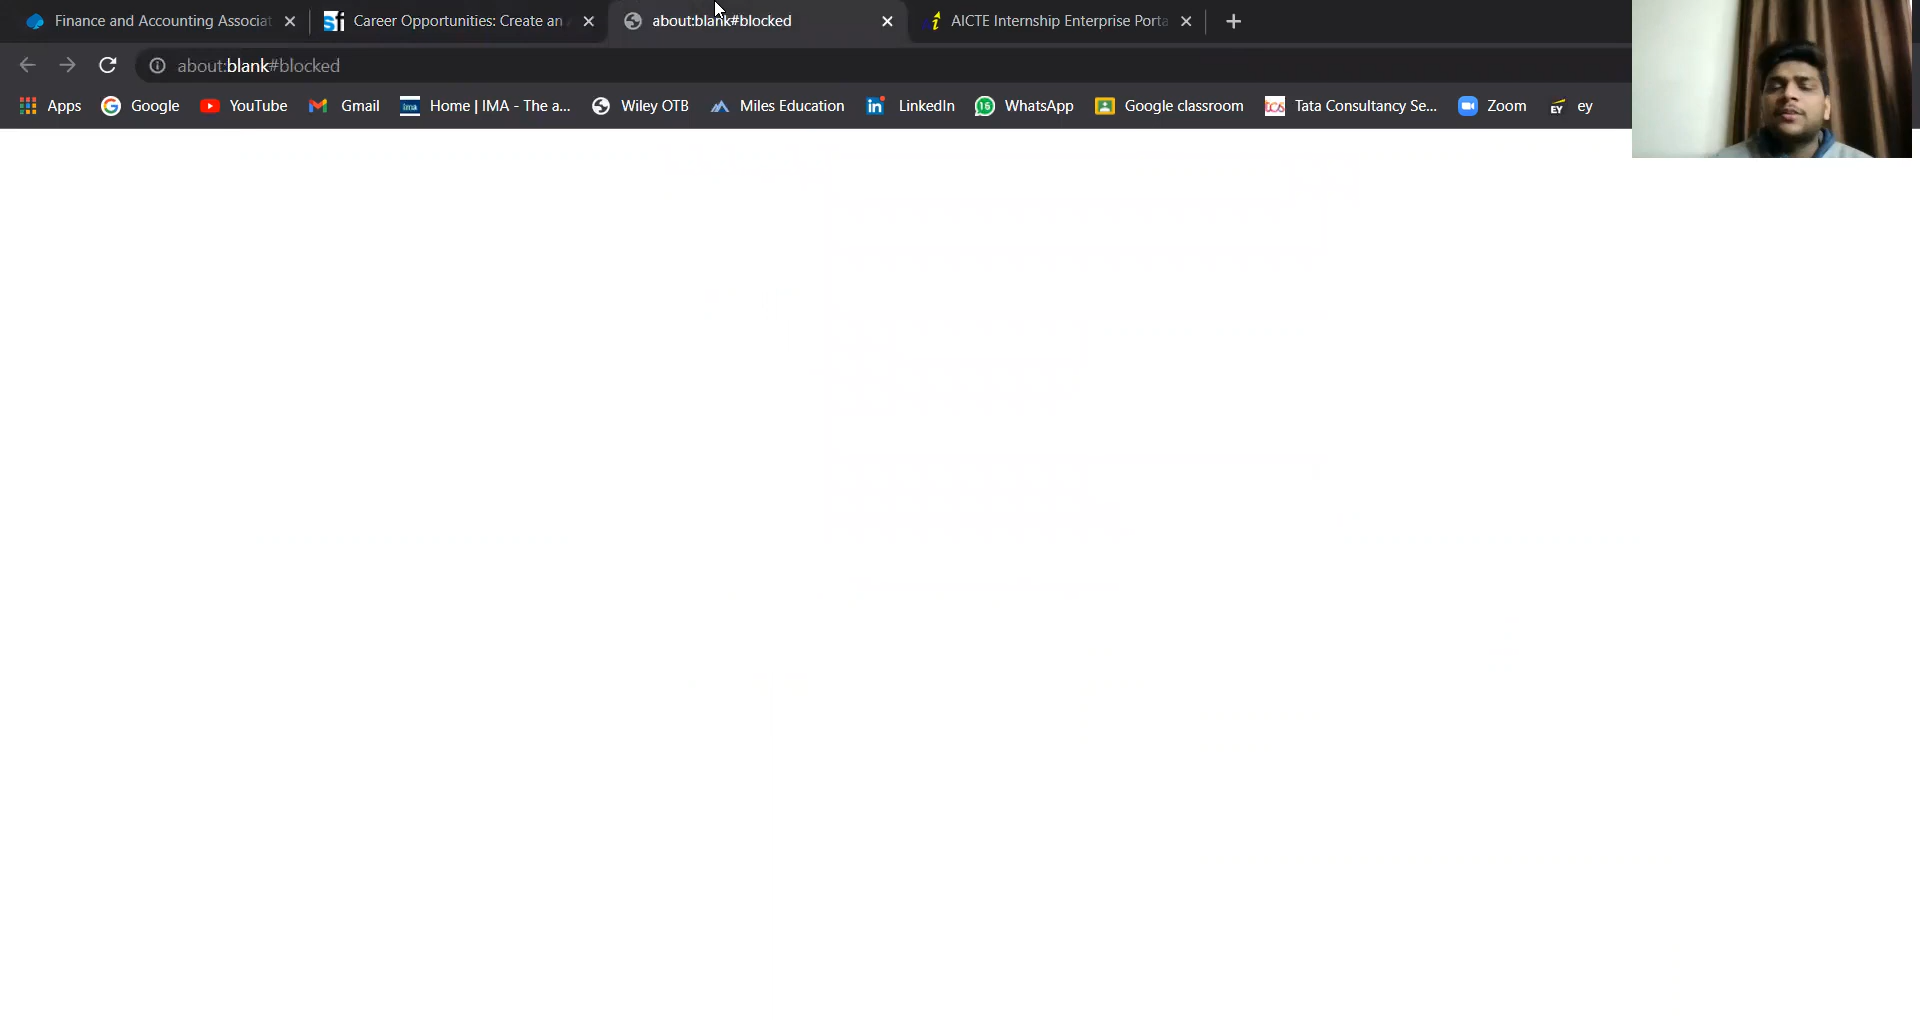 Finance and Accounting Associat
Career Opportunities: Create an
about:blank#blocked
AICTE Internship Enterprise Porta
about:blank#blocked
Apps
Google
YouTube
Gmail
Home | IMA - The a...
Wiley OTB
Miles Education
LinkedIn
16
WhatsApp
Google classroom
Tata Consultancy Se...
Zoom
EY
ey